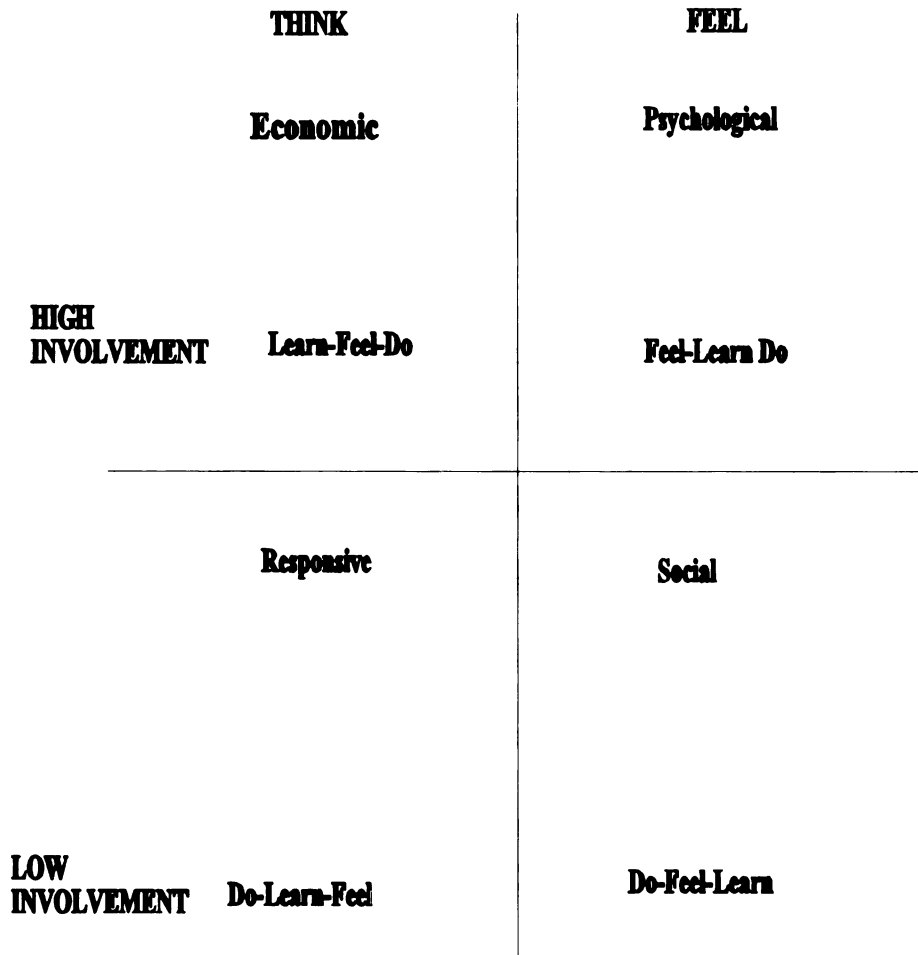 THINK
FEEL
Economic
Psychological
HIGH
INVOLVEMENT
Learn-Feel-Do
Feel-Learn Do
Responsive
Social
LOW
INVOLVEMENT
Do-Learn-Feel
Do-Feel-Learn